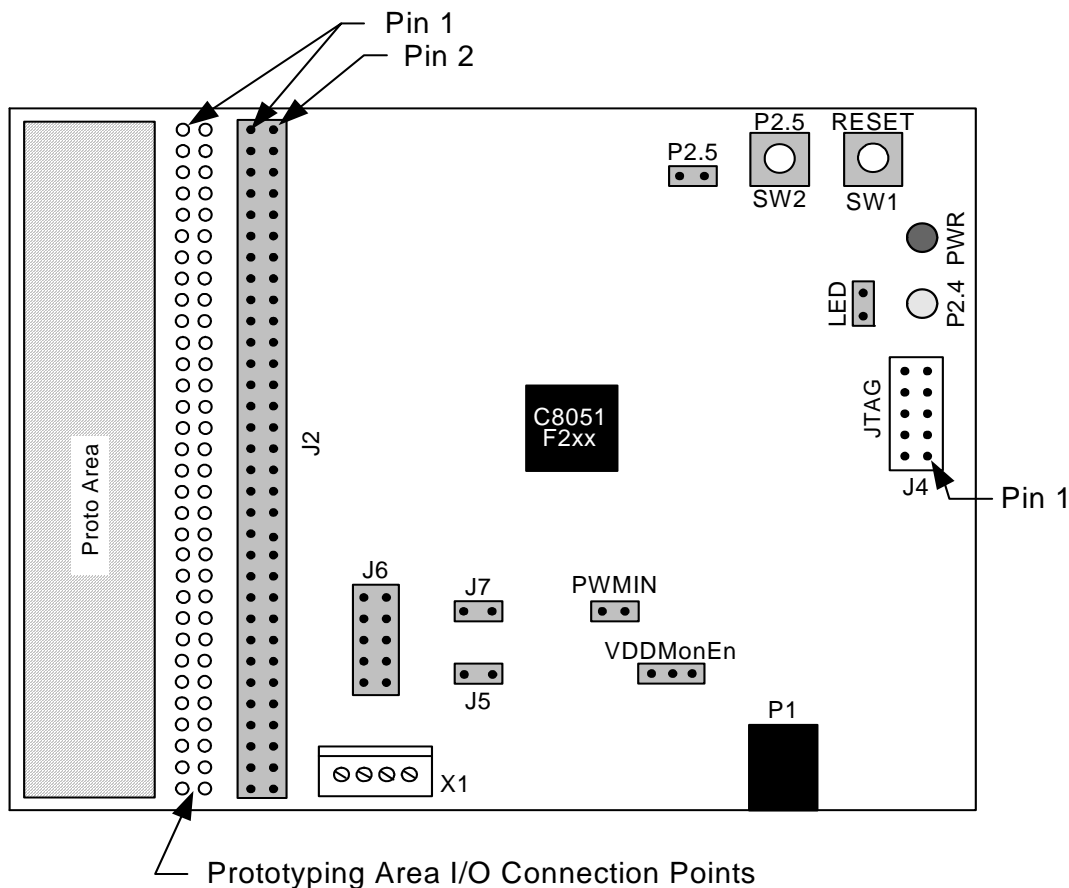 Pin 1
Pin 2
P2.5
RESET
P2.5
SW2
SW1
PWR
LED
P2.4
JTAG
C8051
F2xx
J2
Proto Area
J4
Pin 1
J6
J7
PWMIN
VDDMonEn
J5
P1
X1
Prototyping Area I/O Connection Points